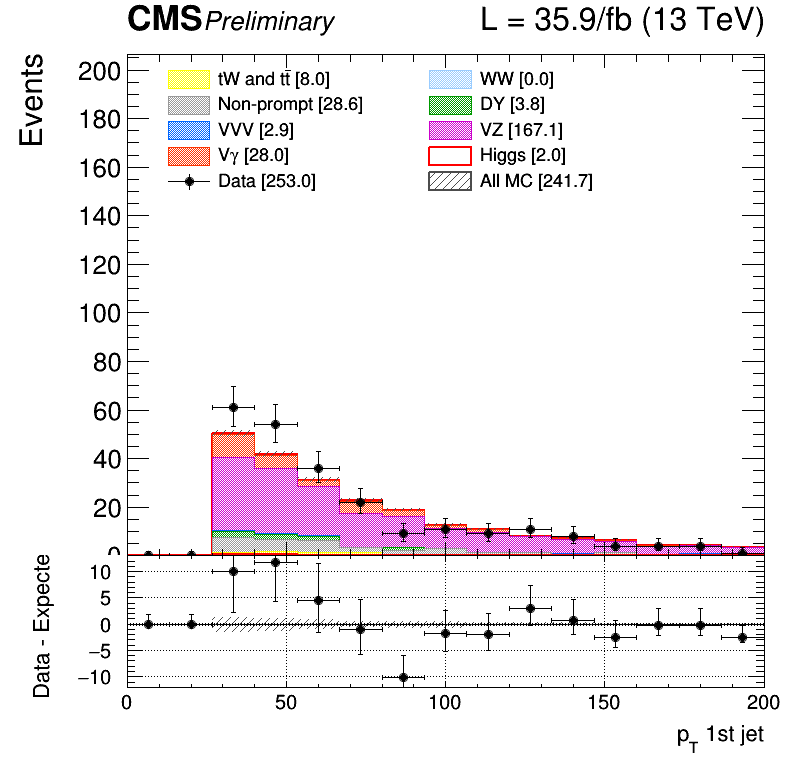 CMS Preliminary L = 35.9/fb (13 TeV)
Events
200
180
160
140
120
100
80
60
40
20
0
tW and tt̄ [8.0]
Non-prompt [28.6]
VVV [2.9]
Vγ [28.0]
Data [253.0]
WW [0.0]
DY [3.8]
VZ [167.1]
Higgs [2.0]
All MC [241.7]
Data - Expecte
10
5
0
−5
−10
0 50 100 150 200
p_T 1st jet